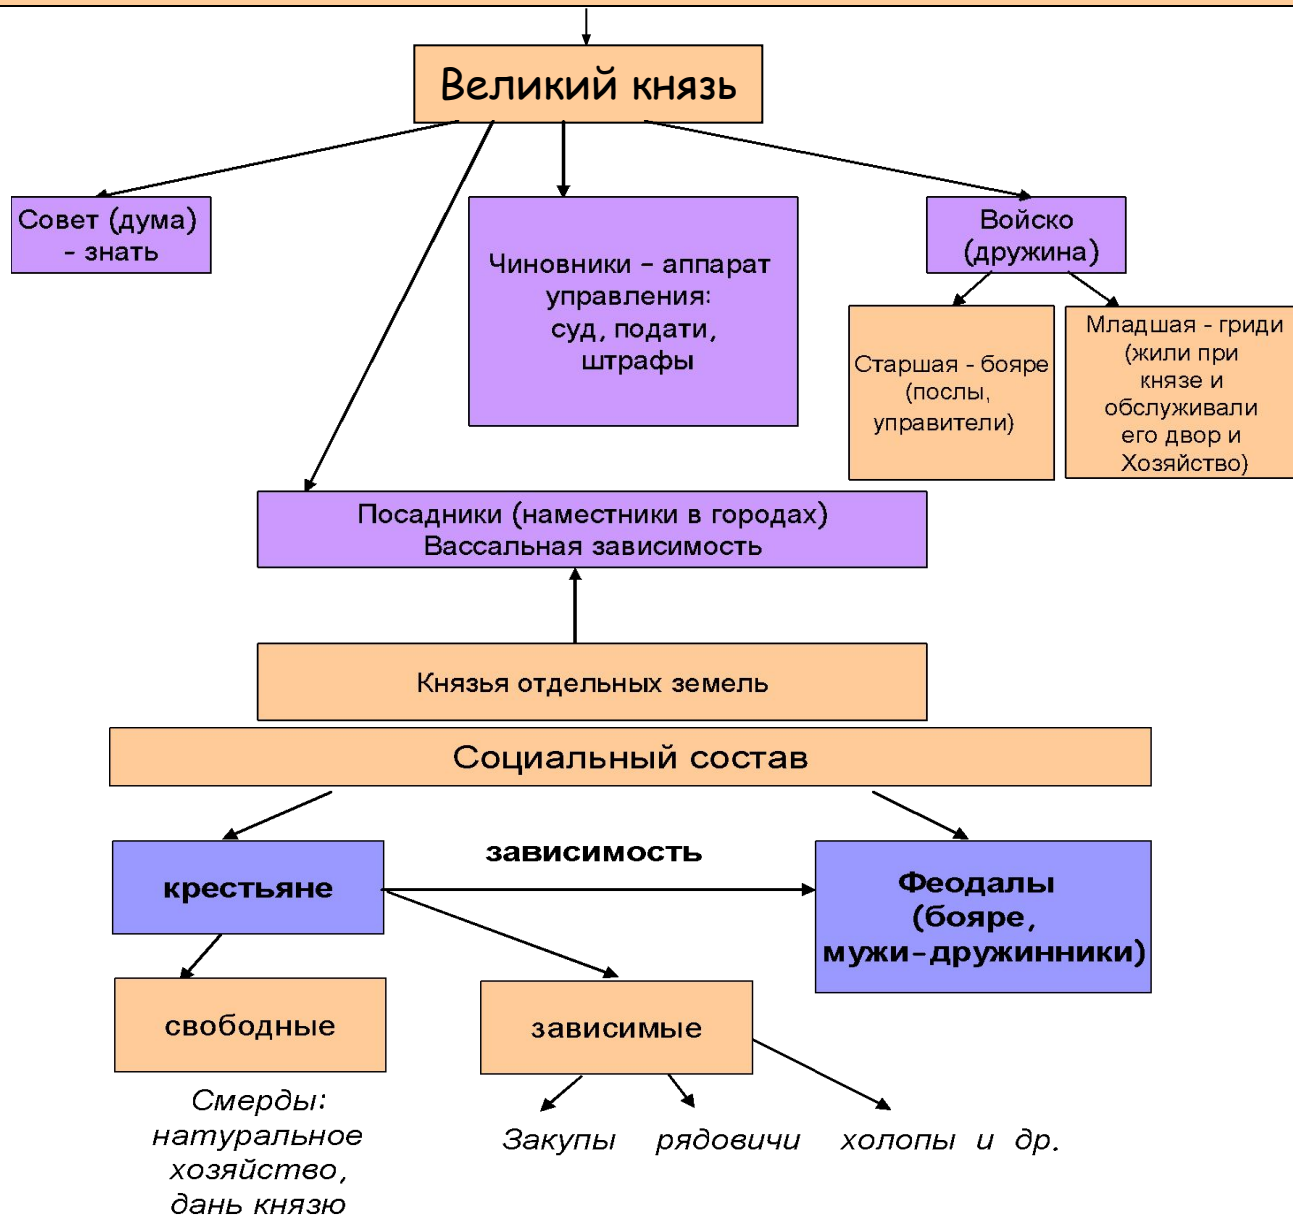 Великий князь
Совет (дума)
- знать
Чиновники – аппарат
управления:
суд, подати,
штрафы
Войско
(дружина)
Старшая - бояре
(послы,
управители)
Младшая - гриди
(жили при
князе и
обслуживали
его двор и
Хозяйство)
Посадники (наместники в городах)
Вассальная зависимость
Князья отдельных земель
Социальный состав
крестьяне
зависимость
Феодалы
(бояре,
мужи-дружинники)
свободные
зависимые
Смерды:
натуральное
хозяйство,
дань князю
Закупы рядовичи холопы и др.